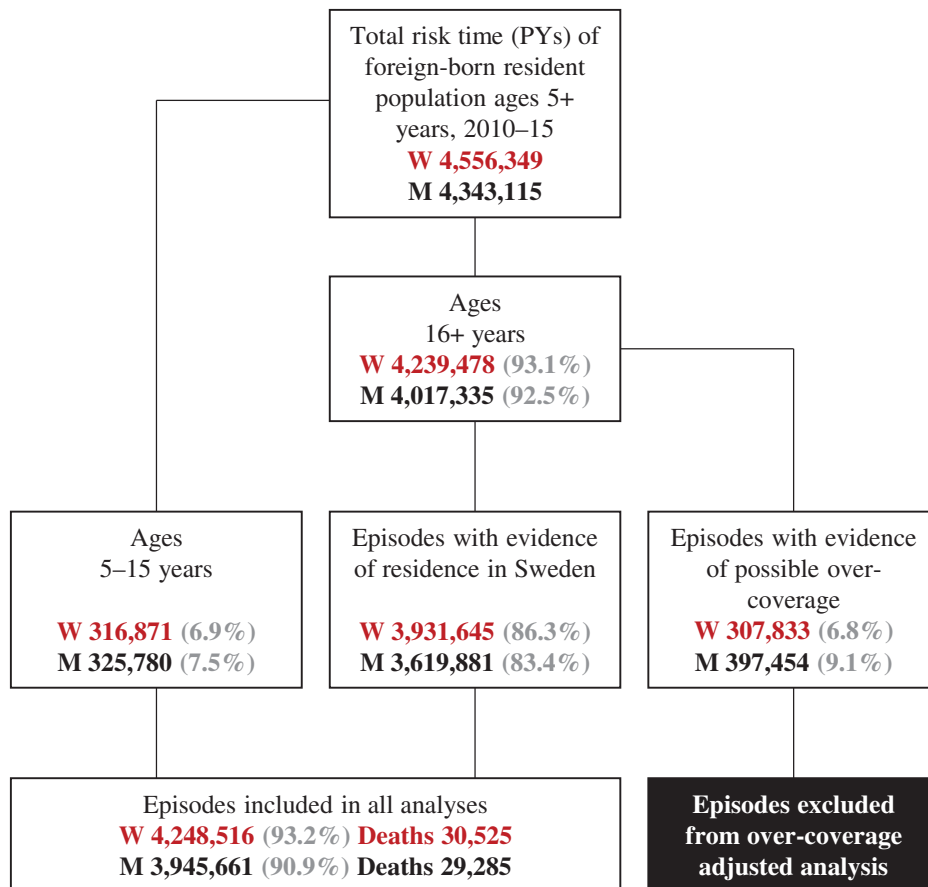 Total risk time (PYs) of
foreign-born resident
population ages 5+
years, 2010–15
W 4,556,349
M 4,343,115
Ages
16+ years
W 4,239,478 (93.1%)
M 4,017,335 (92.5%)
Ages
5–15 years
W 316,871 (6.9%)
M 325,780 (7.5%)
Episodes with evidence
of residence in Sweden
W 3,931,645 (86.3%)
M 3,619,881 (83.4%)
Episodes with evidence
of possible over-
coverage
W 307,833 (6.8%)
M 397,454 (9.1%)
Episodes included in all analyses
W 4,248,516 (93.2%) Deaths 30,525
M 3,945,661 (90.9%) Deaths 29,285
Episodes excluded
from over-coverage
adjusted analysis